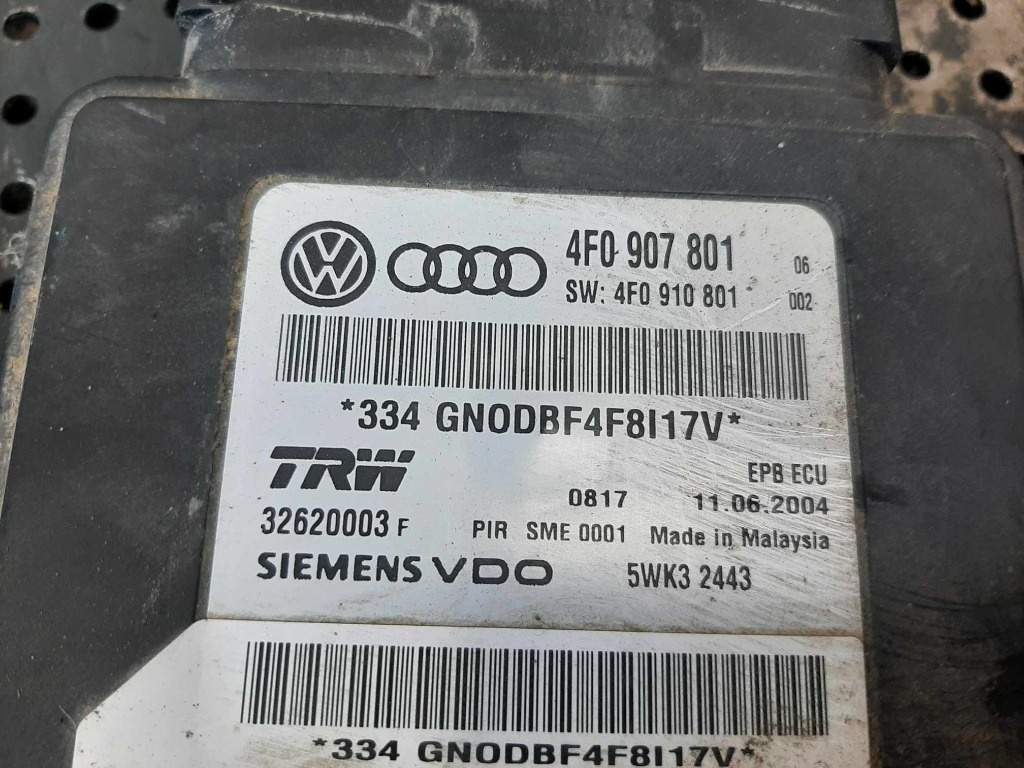 4F0 907 801 06
SW: 4F0 910 801 002
*334 GNODBF4F8I17V*
TRW EPB ECU
0817 11.06.2004
32620003 F PIR SME 0001 Made in Malaysia
SIEMENS VDO 5WK3 2443
*334 GNODBF4F8I17V*